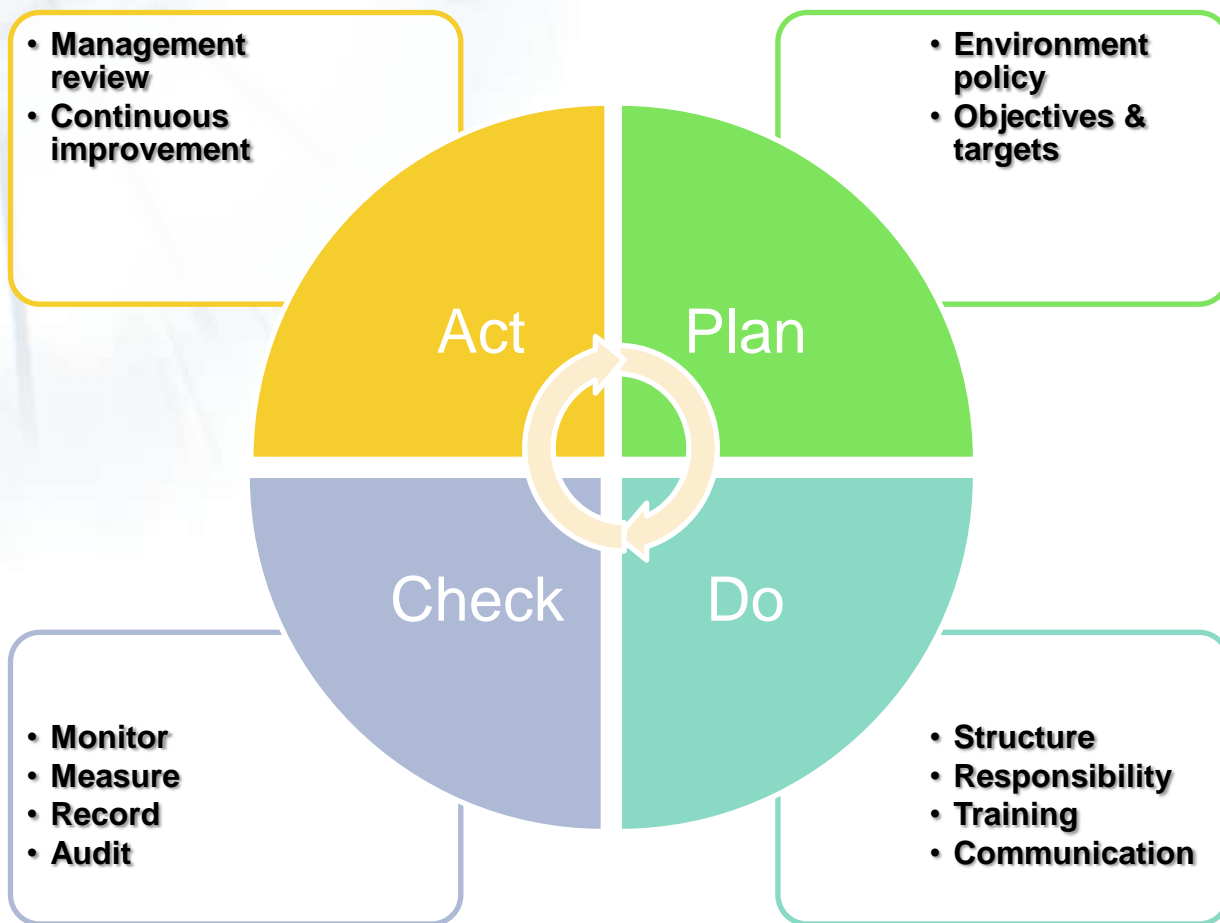 • Management
review
• Continuous
improvement
• Environment
policy
• Objectives &
targets
Act
Plan
Check
Do
• Monitor
• Measure
• Record
• Audit
• Structure
• Responsibility
• Training
• Communication